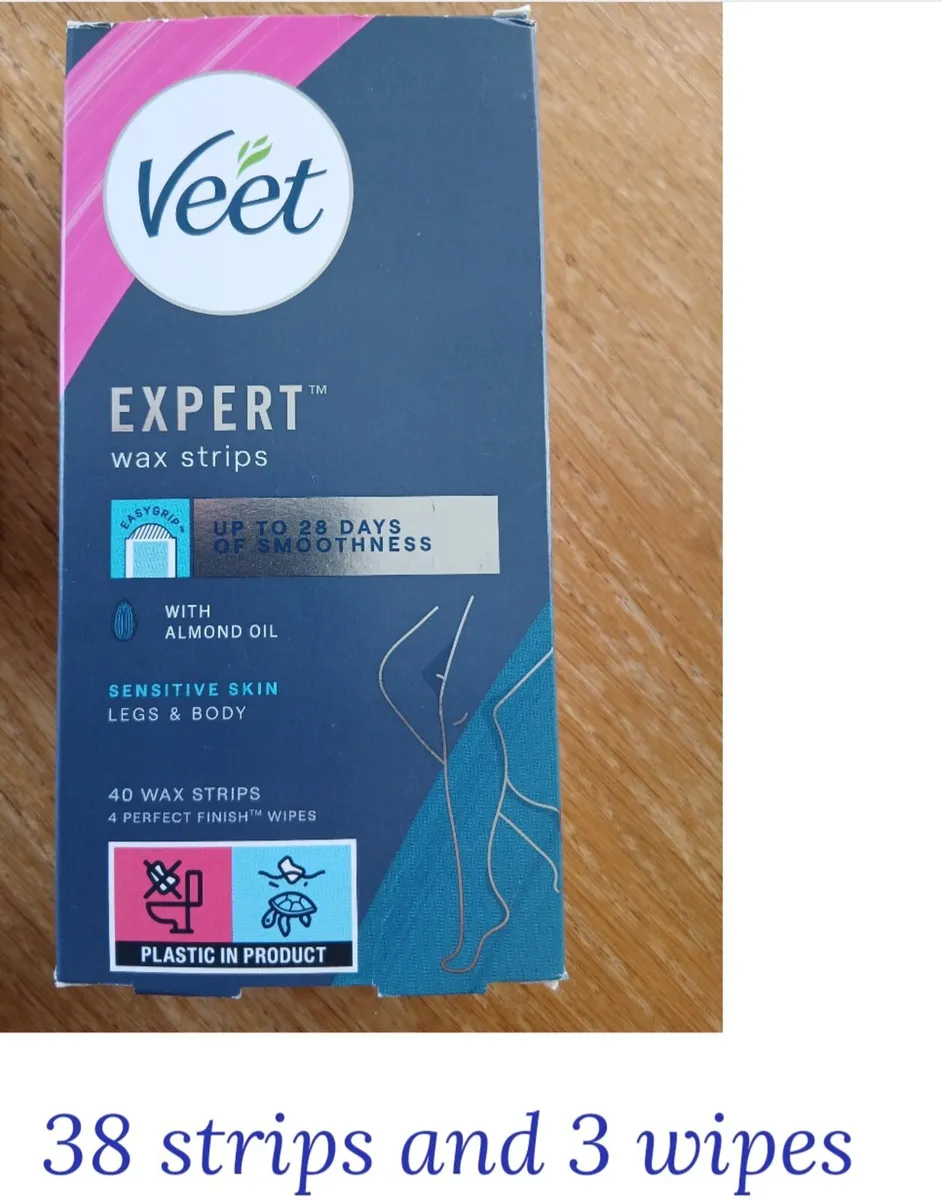 Veet
EXPERT™
wax strips
EASYGRIP™
UP TO 28 DAYS
OF SMOOTHNESS
WITH
ALMOND OIL
SENSITIVE SKIN
LEGS & BODY
40 WAX STRIPS
4 PERFECT FINISH™ WIPES
PLASTIC IN PRODUCT
38 strips and 3 wipes